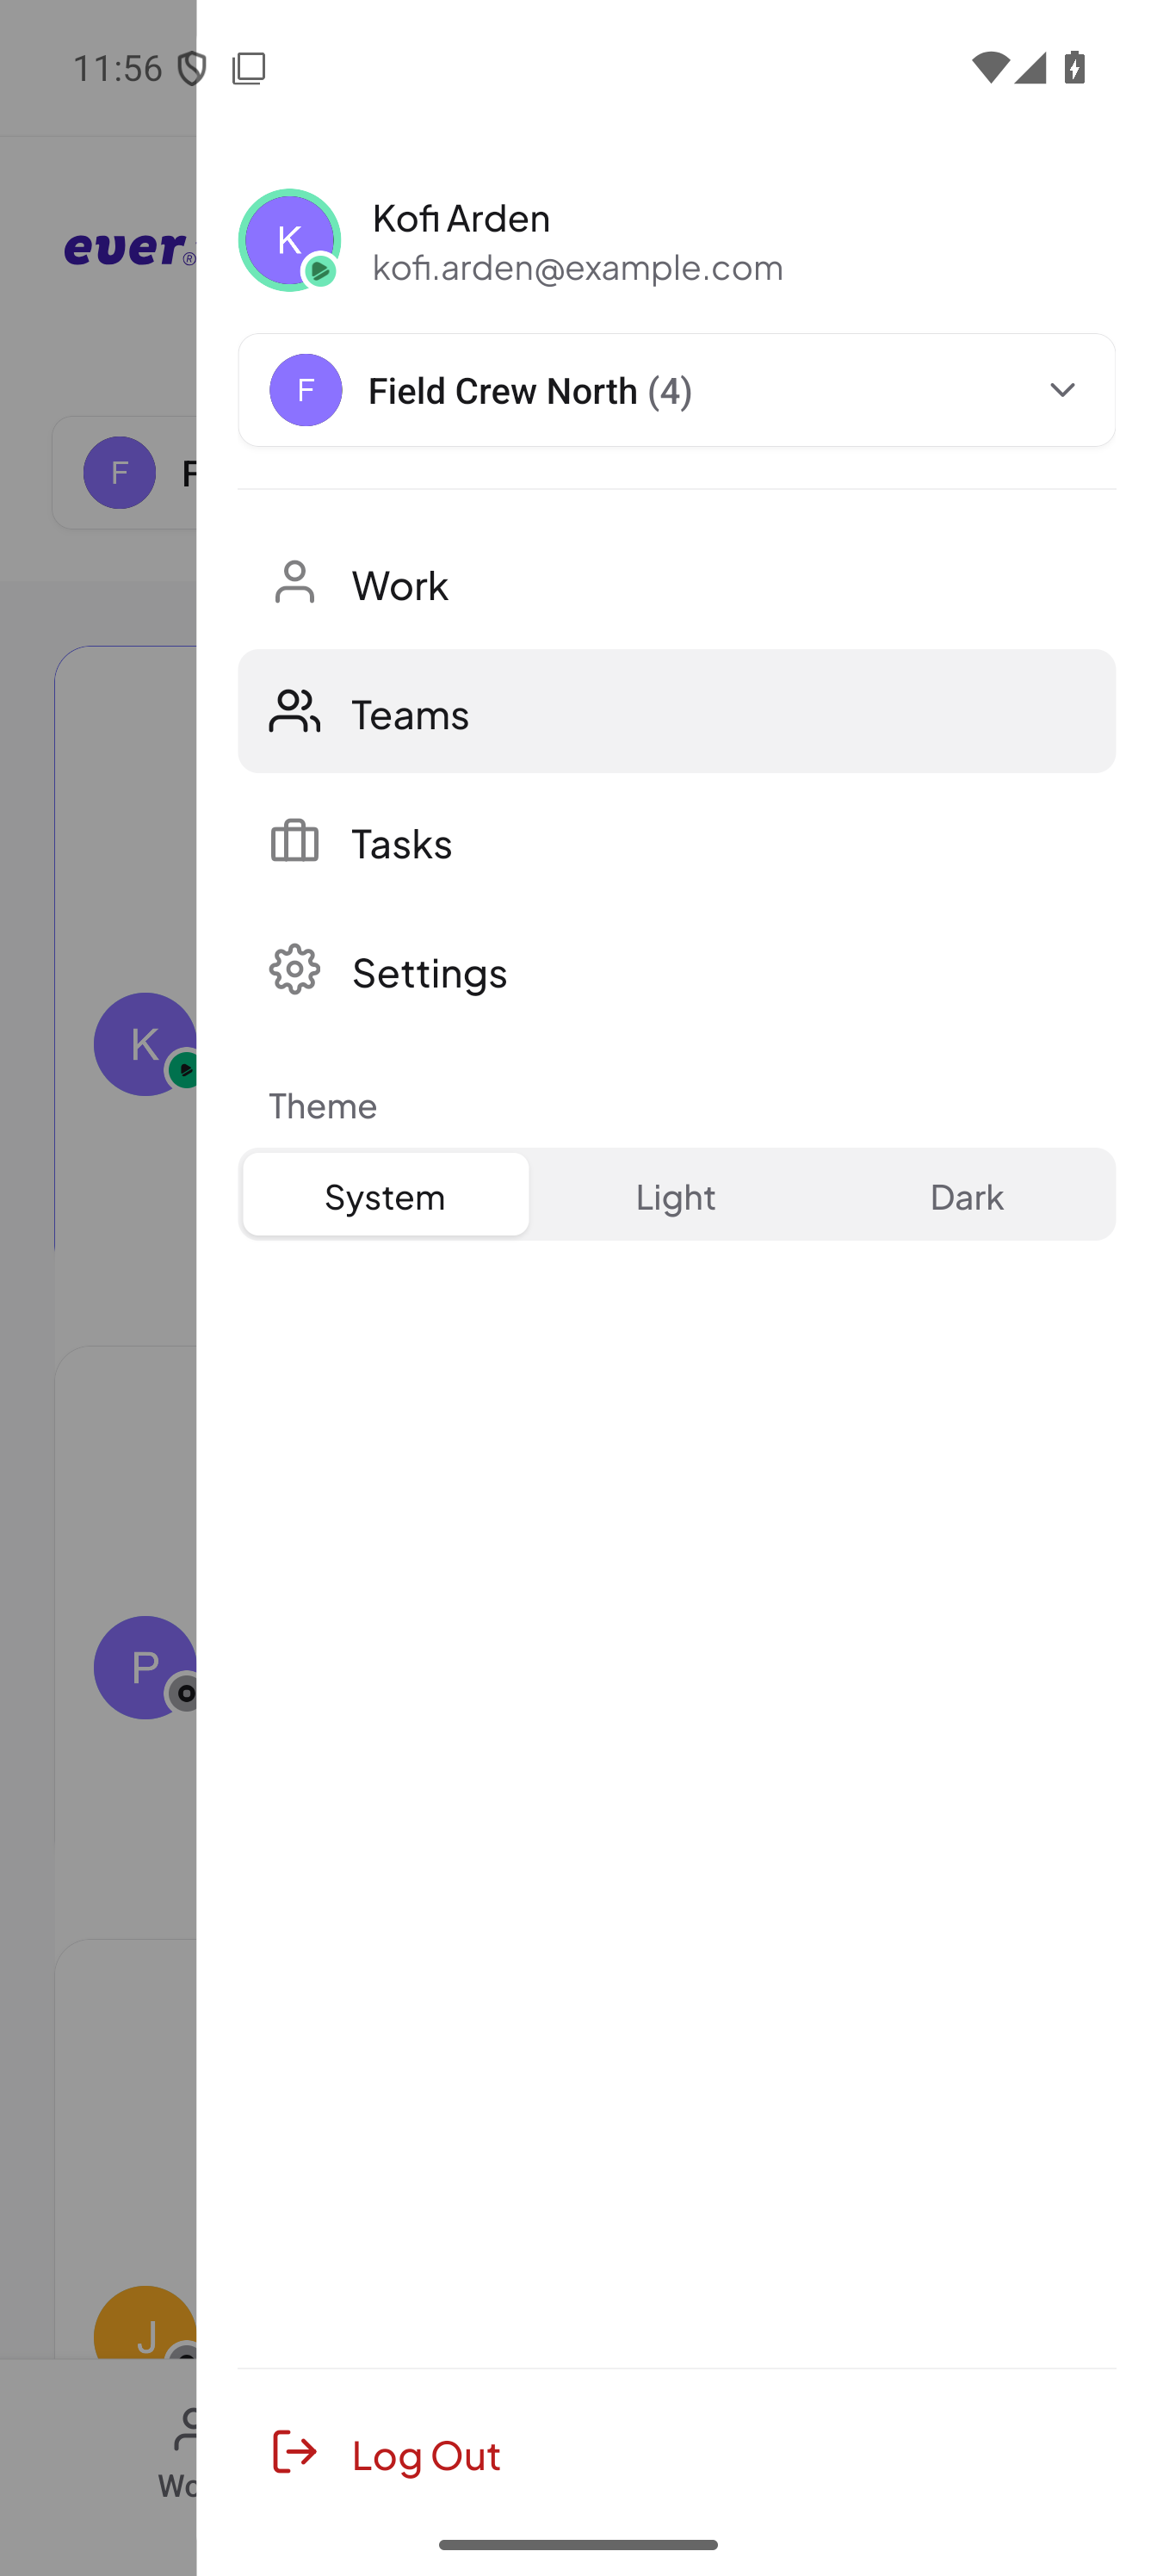 11:56
K
Kofi Arden
kofi.arden@example.com
ever®
F
Field Crew North (4)
F
F
Work
Teams
Tasks
Settings
K
Theme
System
Light
Dark
P
J
Wo
Log Out